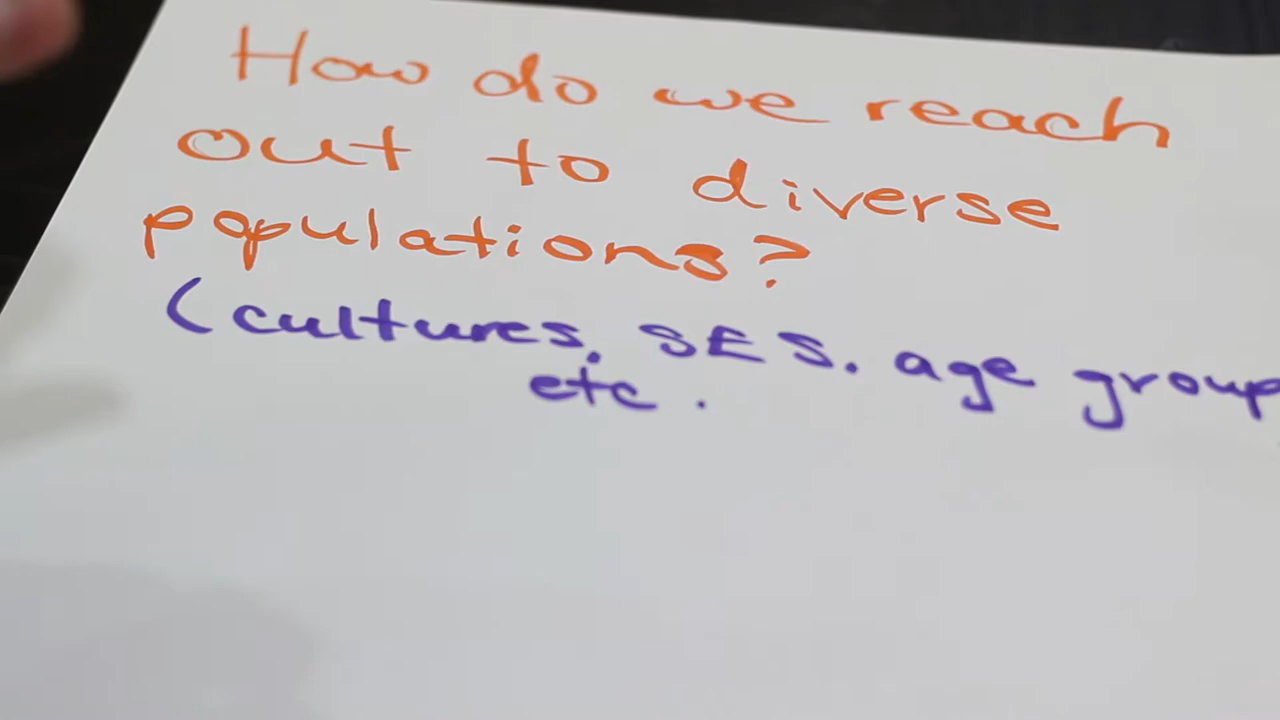 How do we reach
out to diverse
populations?
(cultures, SES. age group
etc.